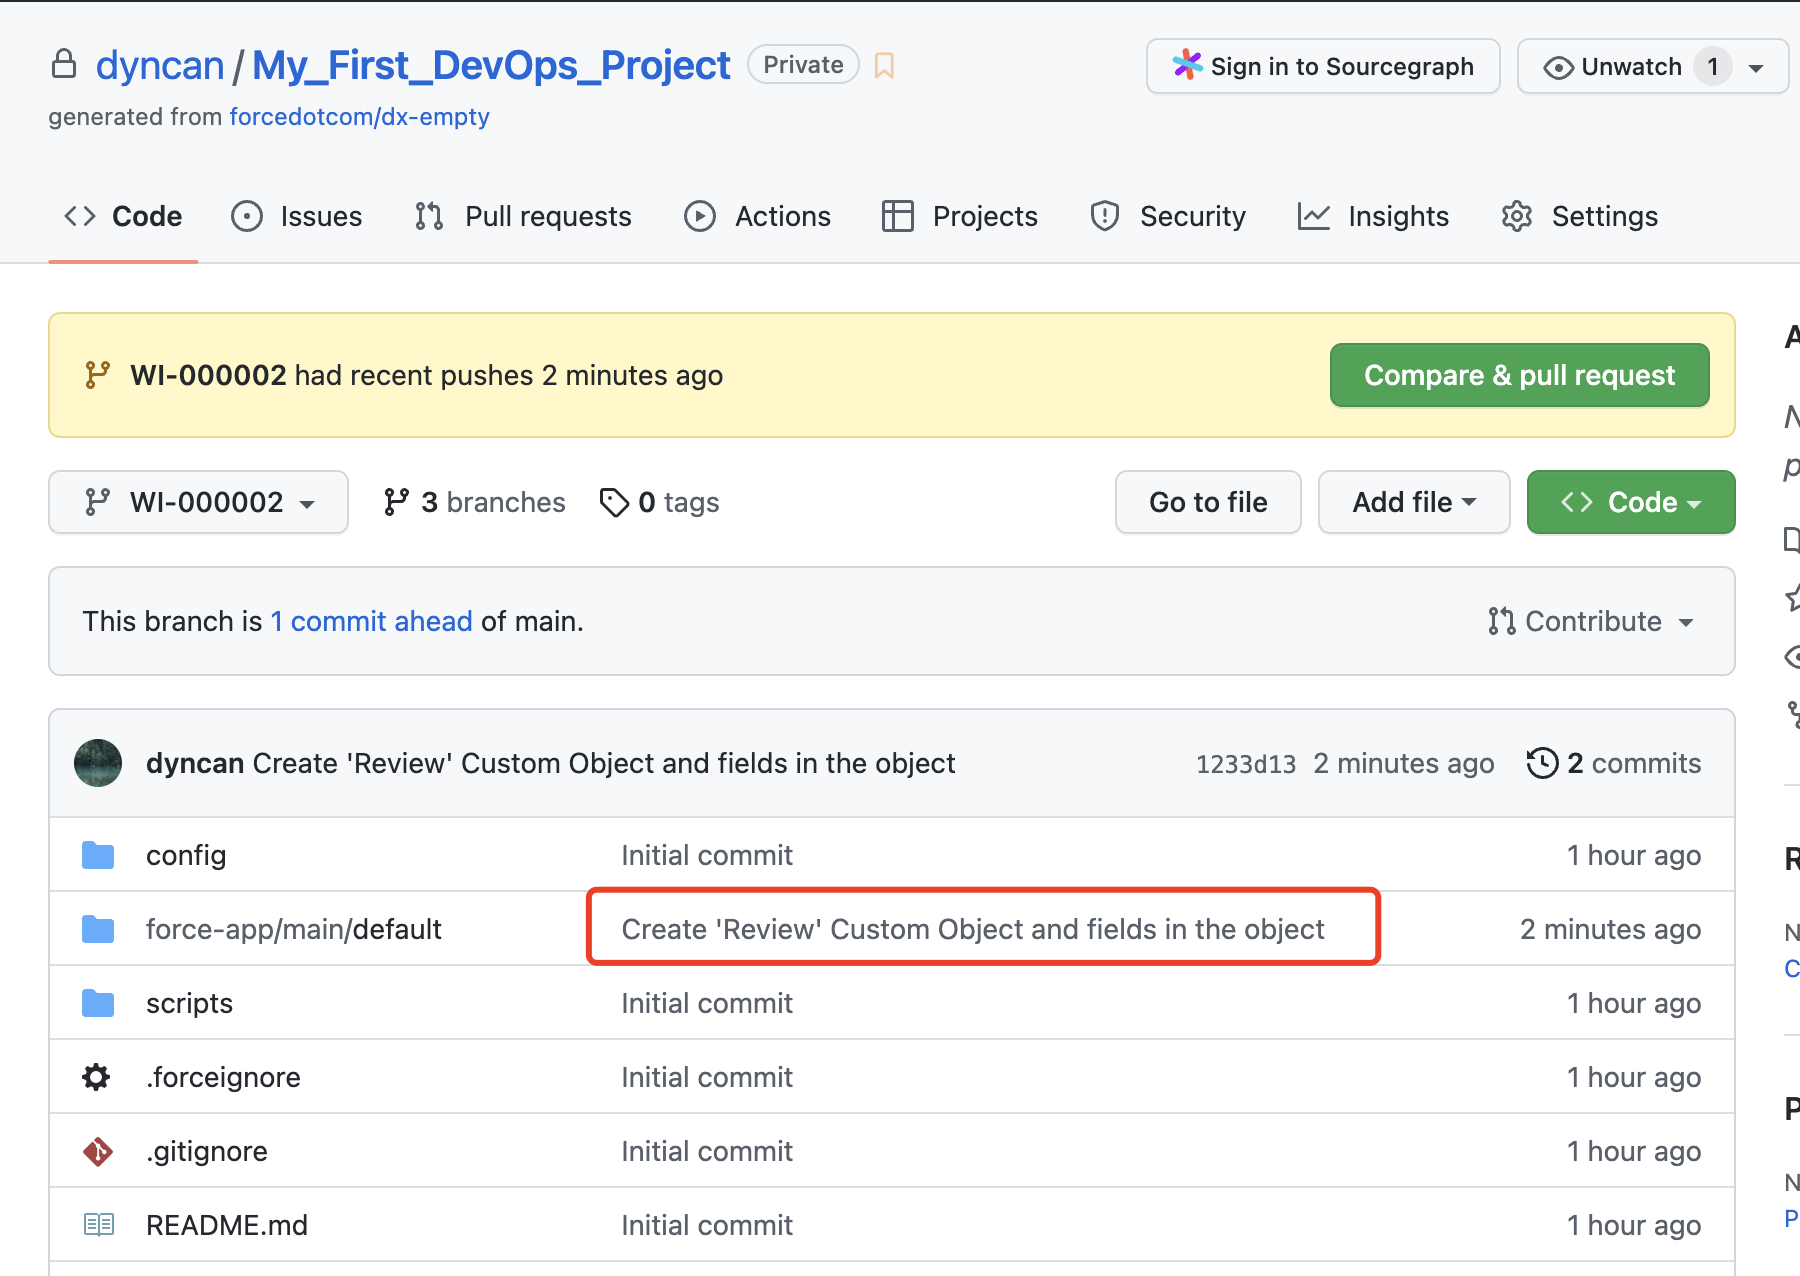 dyncan / My_First_DevOps_Project Private
Sign in to Sourcegraph
Unwatch 1
generated from forcedotcom/dx-empty
Code Issues Pull requests Actions Projects Security Insights Settings
WI-000002 had recent pushes 2 minutes ago
Compare & pull request
WI-000002 3 branches 0 tags
Go to file Add file Code
This branch is 1 commit ahead of main.
Contribute
dyncan Create 'Review' Custom Object and fields in the object 1233d13 2 minutes ago 2 commits
config Initial commit 1 hour ago
force-app/main/default Create 'Review' Custom Object and fields in the object 2 minutes ago
scripts Initial commit 1 hour ago
.forceignore Initial commit 1 hour ago
.gitignore Initial commit 1 hour ago
README.md Initial commit 1 hour ago